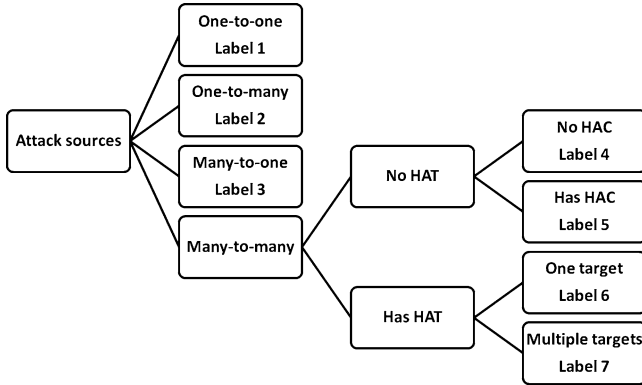 One-to-one
Label 1
One-to-many
Label 2
Attack sources
Many-to-one
Label 3
Many-to-many
No HAT
Has HAT
No HAC
Label 4
Has HAC
Label 5
One target
Label 6
Multiple targets
Label 7